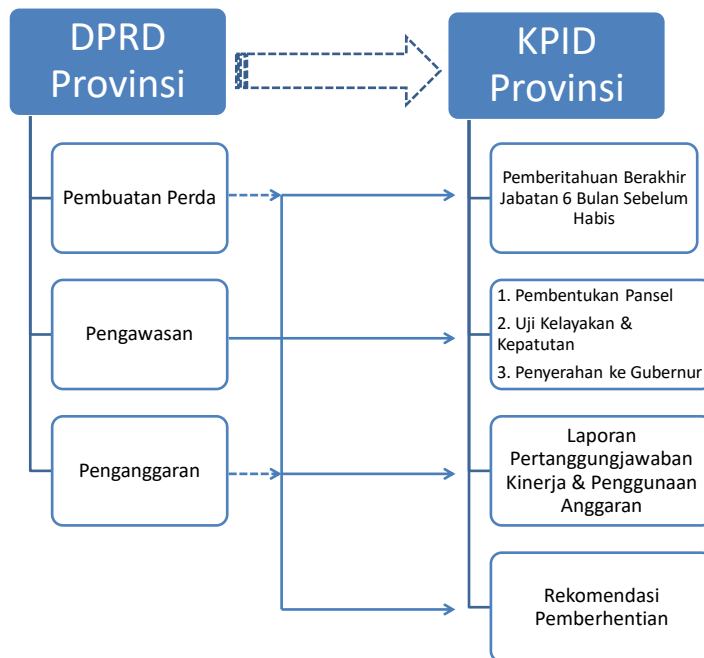 DPRD
Provinsi
KPID
Provinsi
Pembuatan Perda
Pemberitahuan Berakhir
Jabatan 6 Bulan Sebelum
Habis
Pengawasan
1. Pembentukan Pansel
2. Uji Kelayakan &
Kepatutan
3. Penyerahan ke Gubernur
Penganggaran
Laporan
Pertanggungjawaban
Kinerja & Penggunaan
Anggaran
Rekomendasi
Pemberhentian